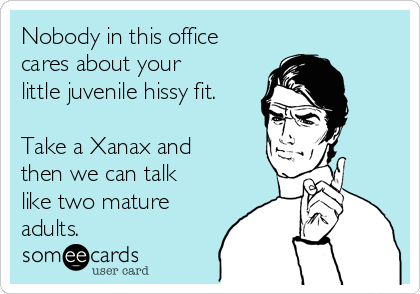 Nobody in this office
cares about your
little juvenile hissy fit.
Take a Xanax and
then we can talk
like two mature
adults.
someecards
user card